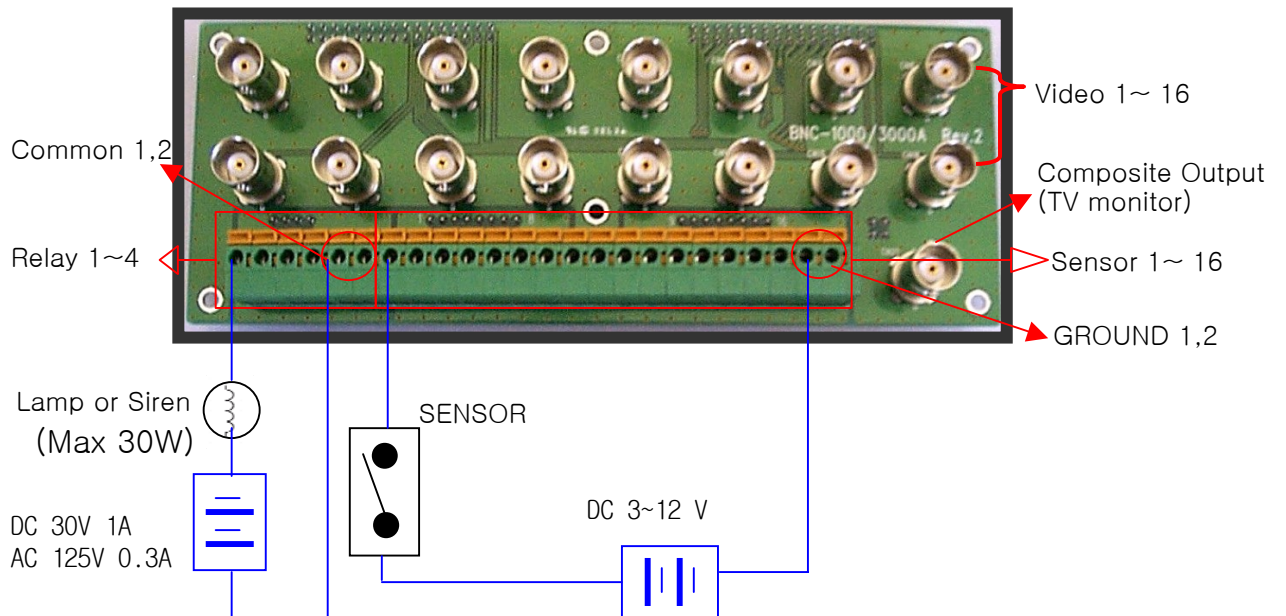 Video 1~ 16
BNC-1000/3000A Rev.2
Common 1,2
Composite Output
(TV monitor)
Relay 1~4
Sensor 1~ 16
GROUND 1,2
Lamp or Siren
(Max 30W)
SENSOR
DC 3~12 V
DC 30V 1A
AC 125V 0.3A